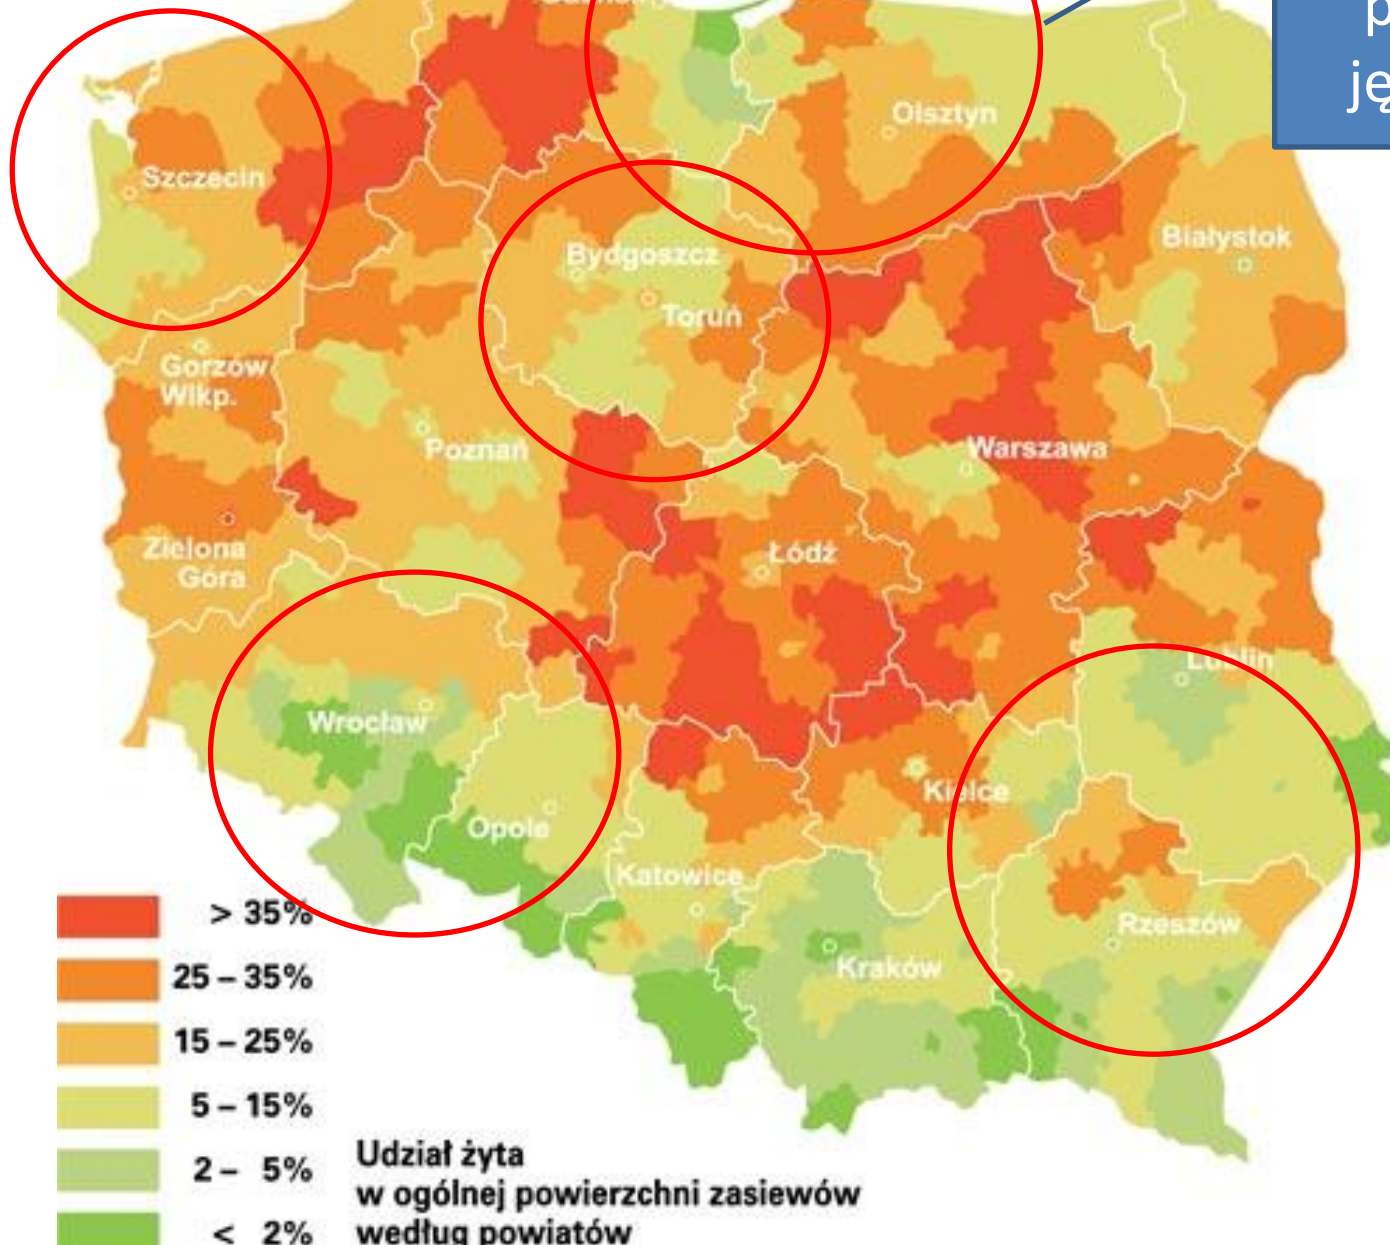 Olsztyn
Szczecin
Białystok
Bydgoszcz
Toruń
Gorzów
Wlkp.
Poznań
Warszawa
Zielona
Góra
Łódź
Lublin
Wrocław
Kielce
Opole
Katowice
Rzeszów
Kraków
> 35%
25 – 35%
15 – 25%
5 – 15%
2 – 5%
< 2%
Udział żyta
w ogólnej powierzchni zasiewów
według powiatów